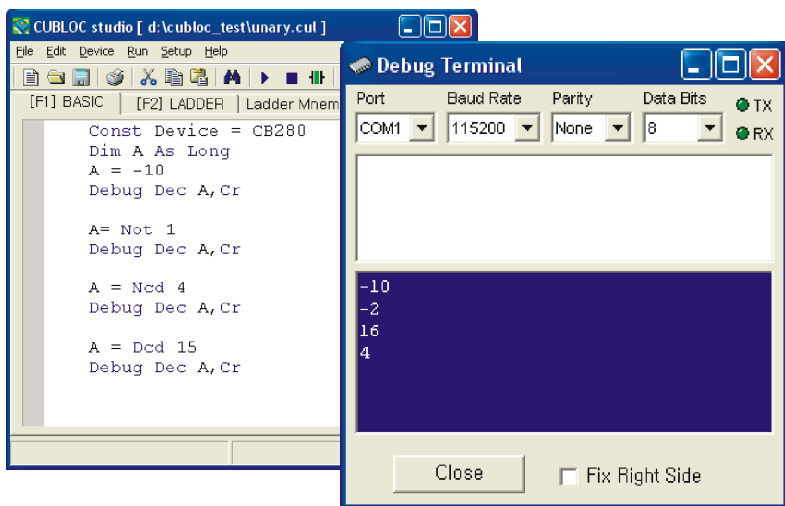 CUBLOC studio [ d:\cubloc_test\unary.cul ]
File Edit Device Run Setup Help
[F1] BASIC [F2] LADDER Ladder Mnem
Const Device = CB280
Dim A As Long
A = -10
Debug Dec A,Cr
A= Not 1
Debug Dec A,Cr
A = Ncd 4
Debug Dec A,Cr
A = Dcd 15
Debug Dec A,Cr
Debug Terminal
Port Baud Rate Parity Data Bits TX
COM1 115200 None 8 RX
-10
-2
16
4
Close Fix Right Side